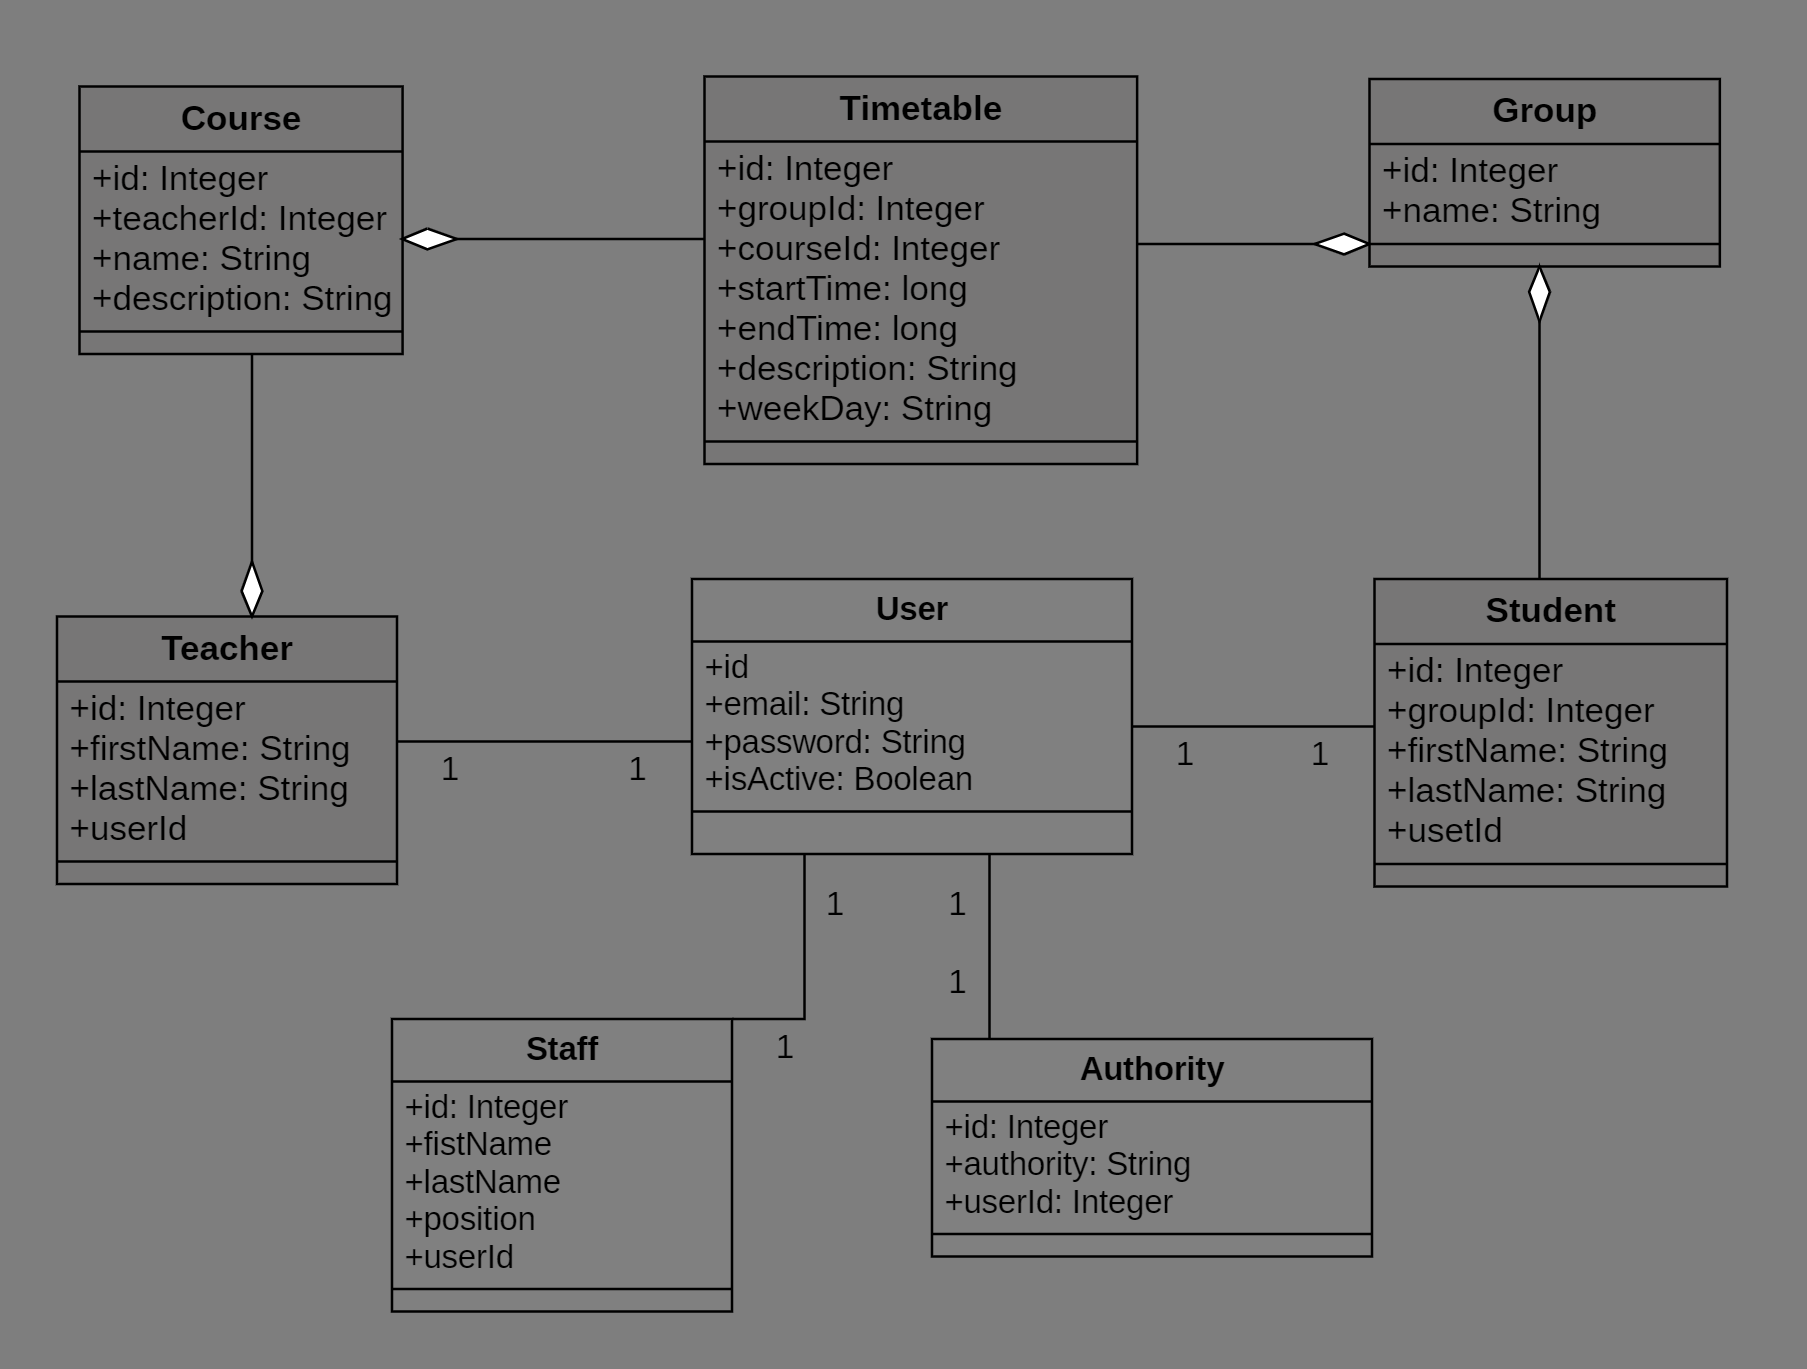 Course
+id: Integer
+teacherId: Integer
+name: String
+description: String
Timetable
+id: Integer
+groupId: Integer
+courseId: Integer
+startTime: long
+endTime: long
+description: String
+weekDay: String
Group
+id: Integer
+name: String
Teacher
+id: Integer
+firstName: String
+lastName: String
+userId
1
1
User
+id
+email: String
+password: String
+isActive: Boolean
1
1
Student
+id: Integer
+groupId: Integer
+firstName: String
+lastName: String
+usetId
1
1
1
1
Staff
+id: Integer
+fistName
+lastName
+position
+userId
Authority
+id: Integer
+authority: String
+userId: Integer